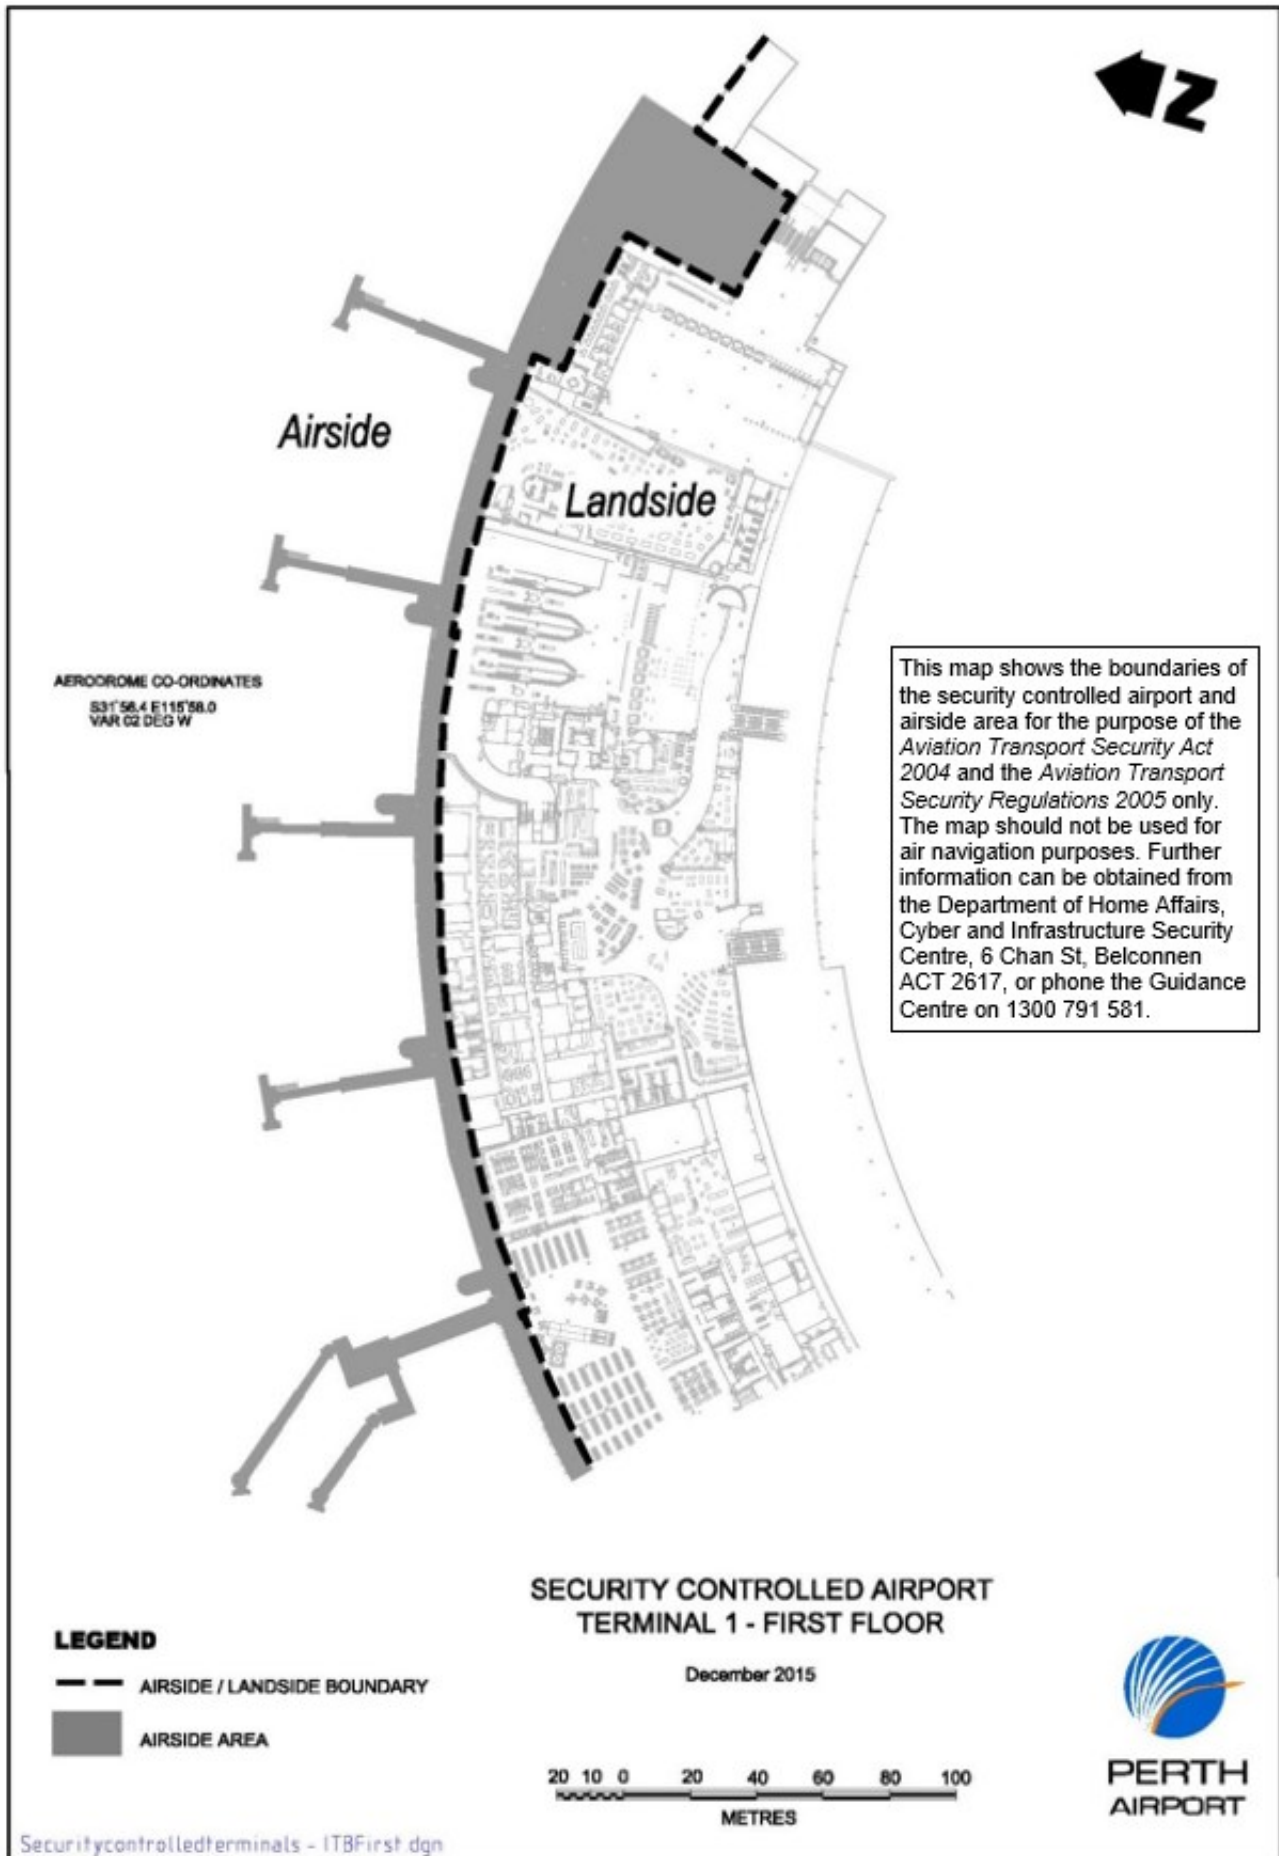 N
Airside
Landside
AERODROME CO-ORDINATES
S31°56.4 E115°58.0
VAR 02 DEG W
This map shows the boundaries of
the security controlled airport and
airside area for the purpose of the
Aviation Transport Security Act
2004 and the Aviation Transport
Security Regulations 2005 only.
The map should not be used for
air navigation purposes. Further
information can be obtained from
the Department of Home Affairs,
Cyber and Infrastructure Security
Centre, 6 Chan St, Belconnen
ACT 2617, or phone the Guidance
Centre on 1300 791 581.
SECURITY CONTROLLED AIRPORT
TERMINAL 1 - FIRST FLOOR
December 2015
LEGEND
AIRSIDE / LANDSIDE BOUNDARY
AIRSIDE AREA
20 10 0 20 40 60 80 100
METRES
PERTH
AIRPORT
Securitycontrolledterminals - ITBFirst.dgn